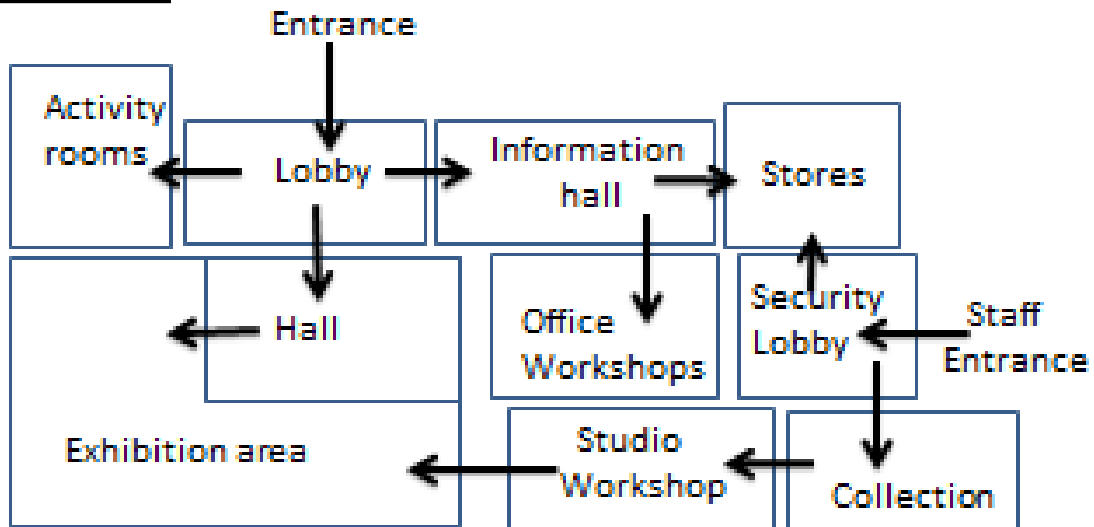 Entrance
Activity
rooms
Lobby
Information
hall
Stores
Hall
Office
Workshops
Security
Lobby
Staff
Entrance
Exhibition area
Studio
Workshop
Collection